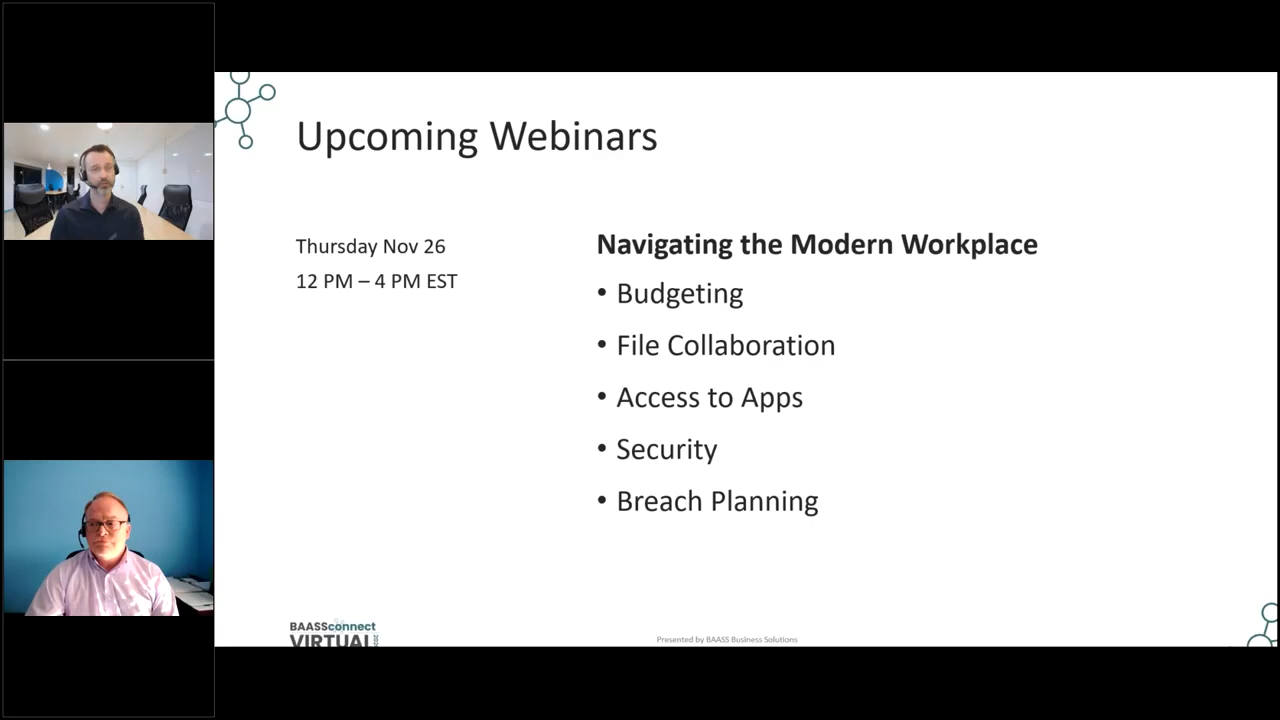 Upcoming Webinars
Thursday Nov 26
12 PM – 4 PM EST
Navigating the Modern Workplace
• Budgeting
• File Collaboration
• Access to Apps
• Security
• Breach Planning
BAASSconnect
VIRTUAL
Presented by BAASS Business Solutions